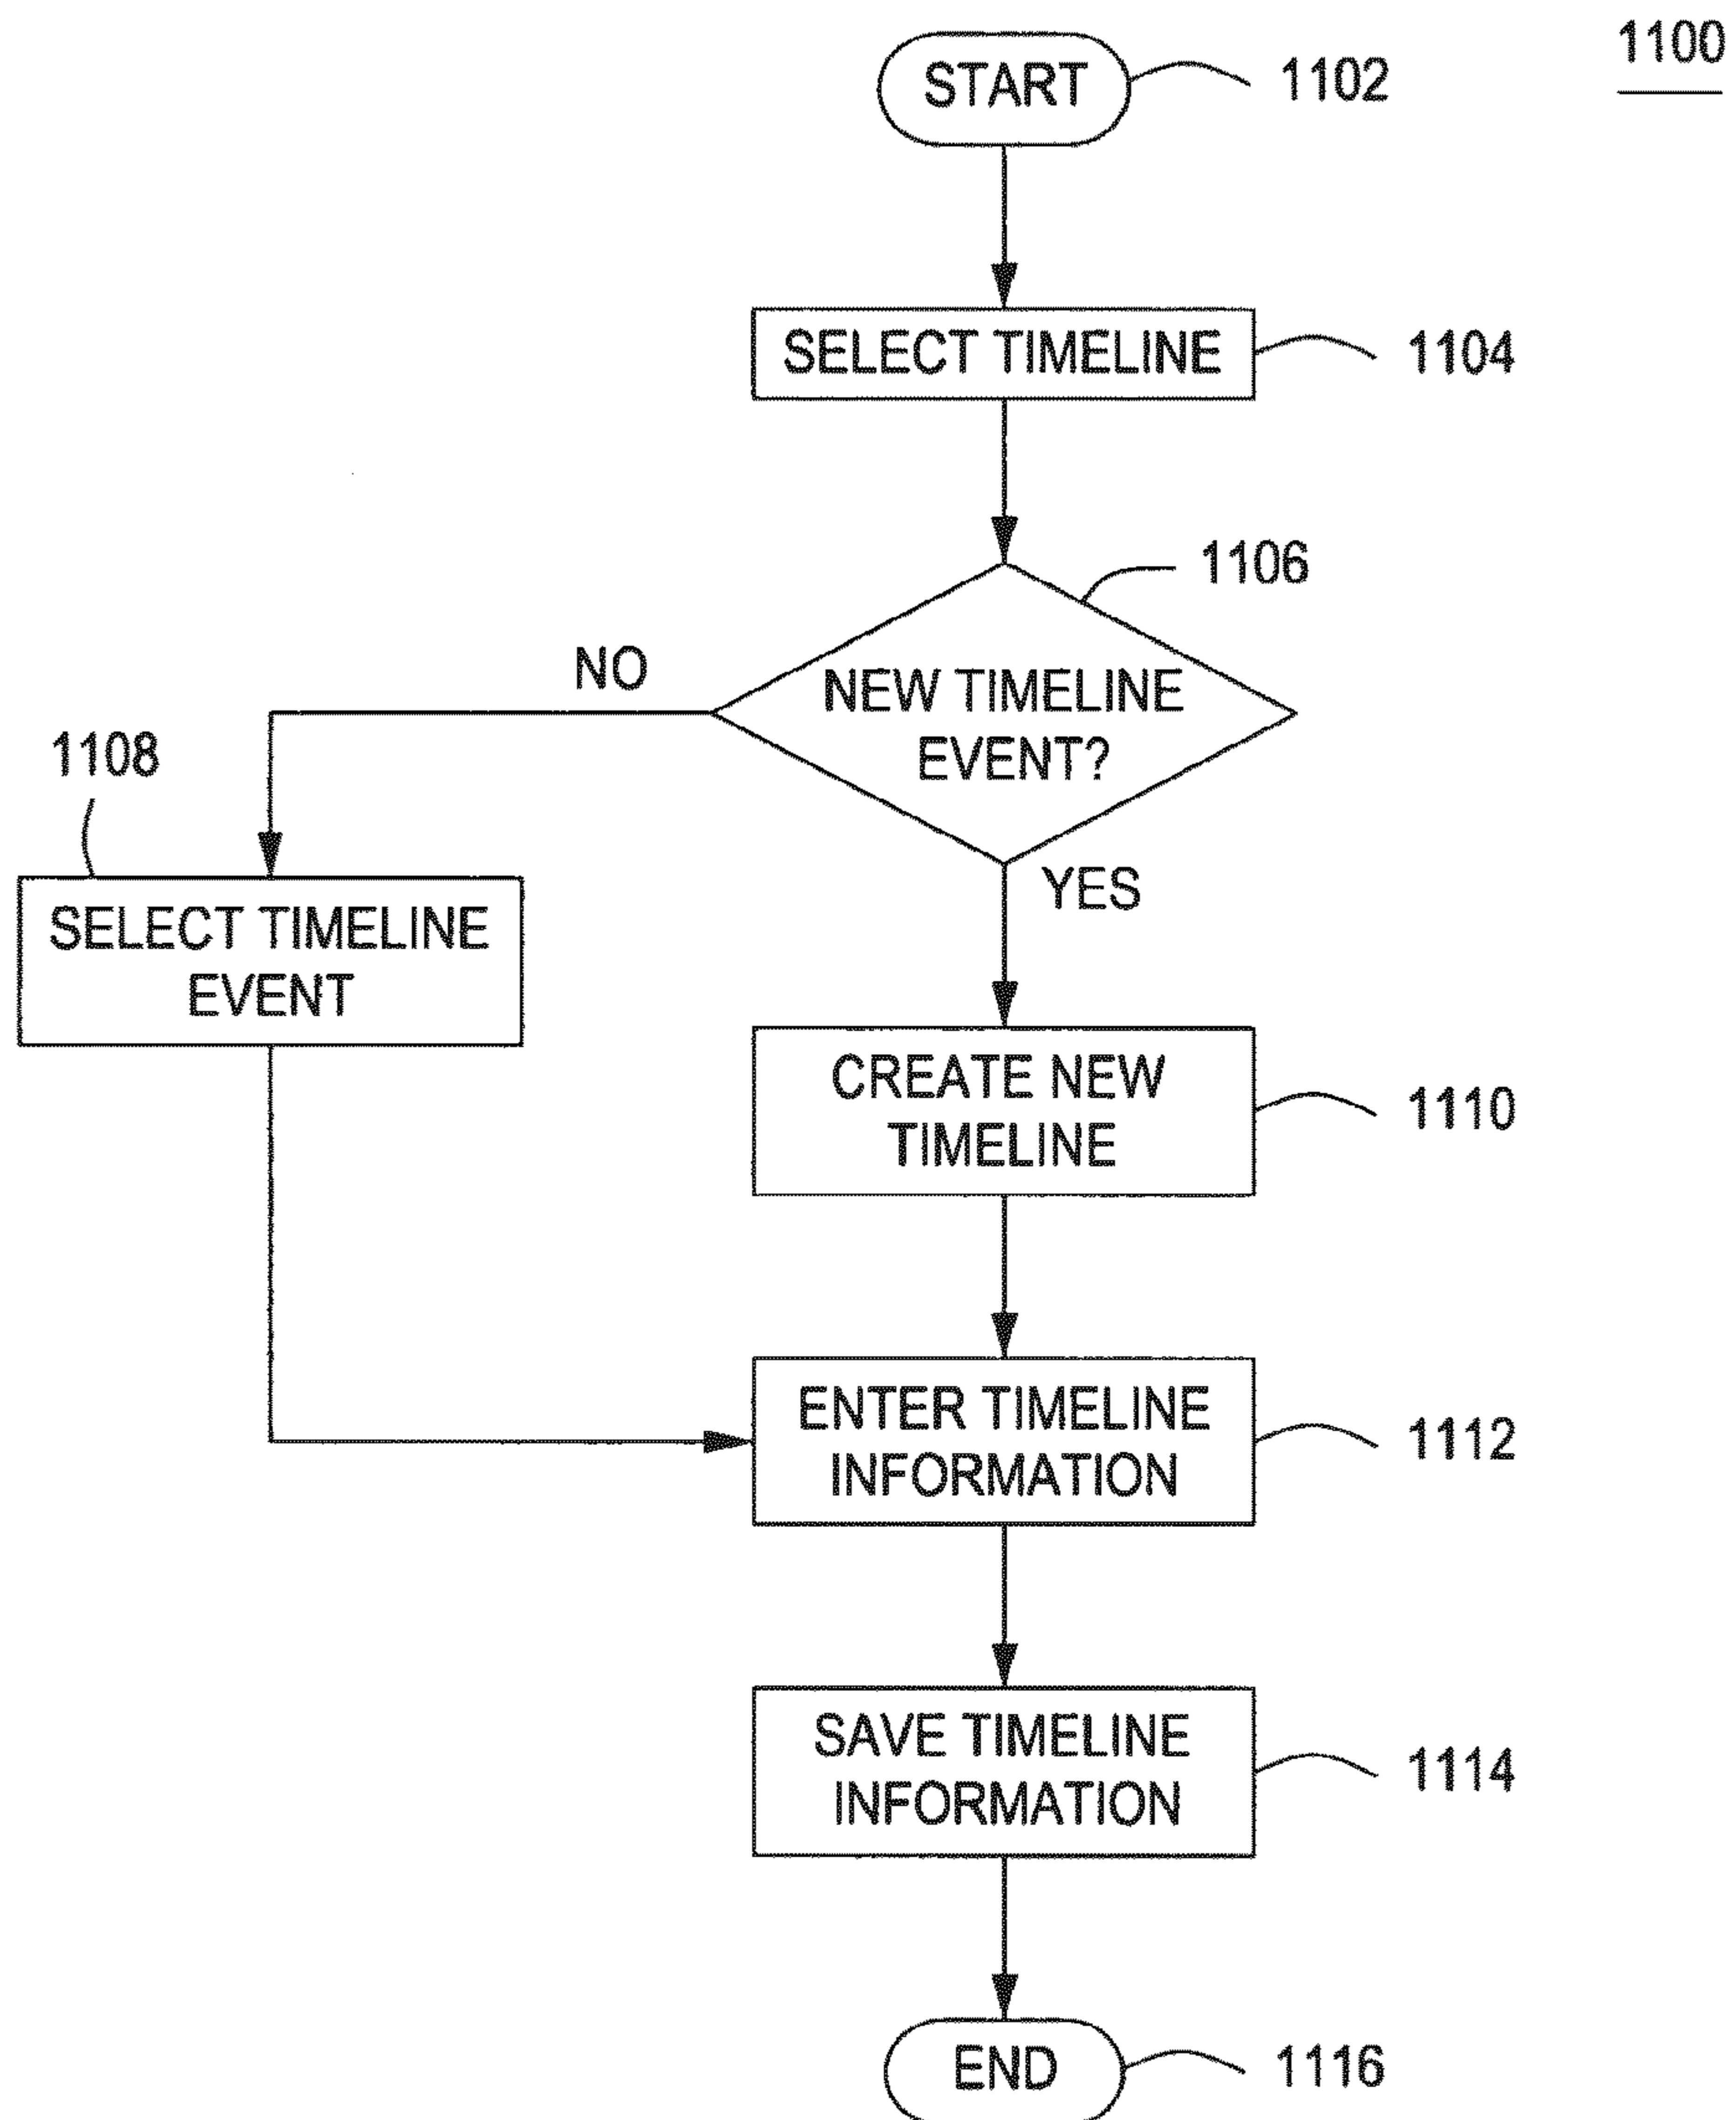 1100
START
1102
SELECT TIMELINE
1104
1106
NO
NEW TIMELINE
EVENT?
1108
YES
SELECT TIMELINE
EVENT
CREATE NEW
TIMELINE
1110
ENTER TIMELINE
INFORMATION
1112
SAVE TIMELINE
INFORMATION
1114
END
1116